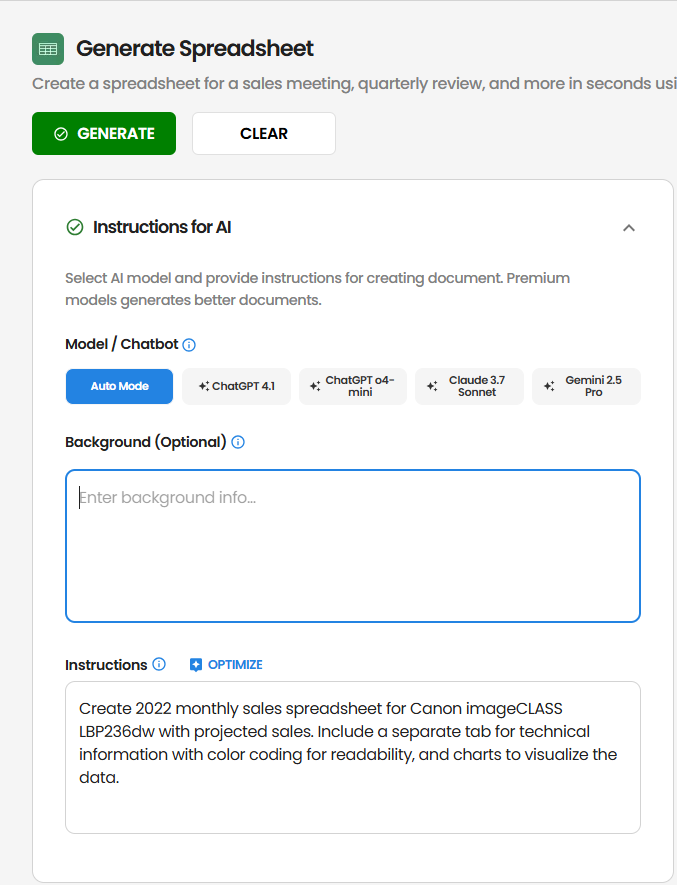 Generate Spreadsheet
Create a spreadsheet for a sales meeting, quarterly review, and more in seconds usi
GENERATE
CLEAR
Instructions for AI
Select AI model and provide instructions for creating document. Premium
models generates better documents.
Model / Chatbot
Auto Mode
ChatGPT 4.1
ChatGPT o4-
mini
Claude 3.7
Sonnet
Gemini 2.5
Pro
Background (Optional)
Enter background info...
Instructions
OPTIMIZE
Create 2022 monthly sales spreadsheet for Canon imageCLASS
LBP236dw with projected sales. Include a separate tab for technical
information with color coding for readability, and charts to visualize the
data.